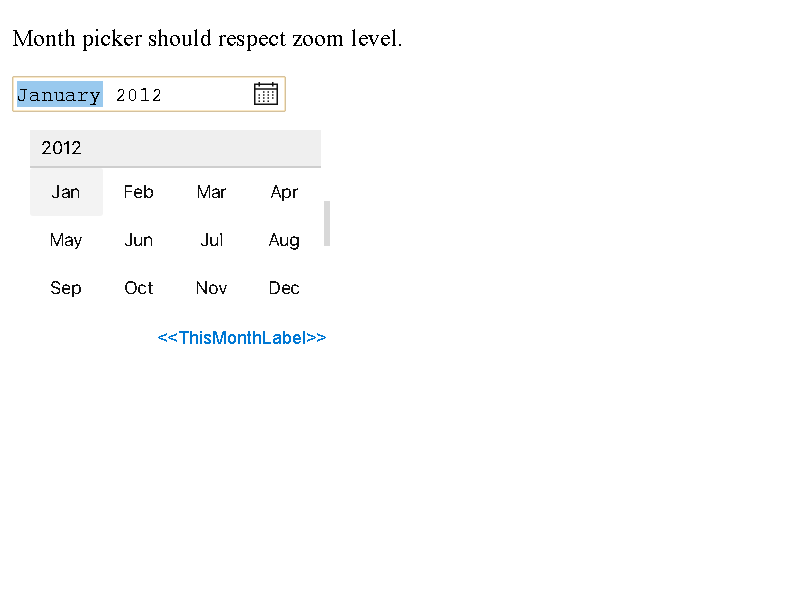 Month picker should respect zoom level.
January 2012
2012
Jan Feb Mar Apr
May Jun Jul Aug
Sep Oct Nov Dec
<<ThisMonthLabel>>